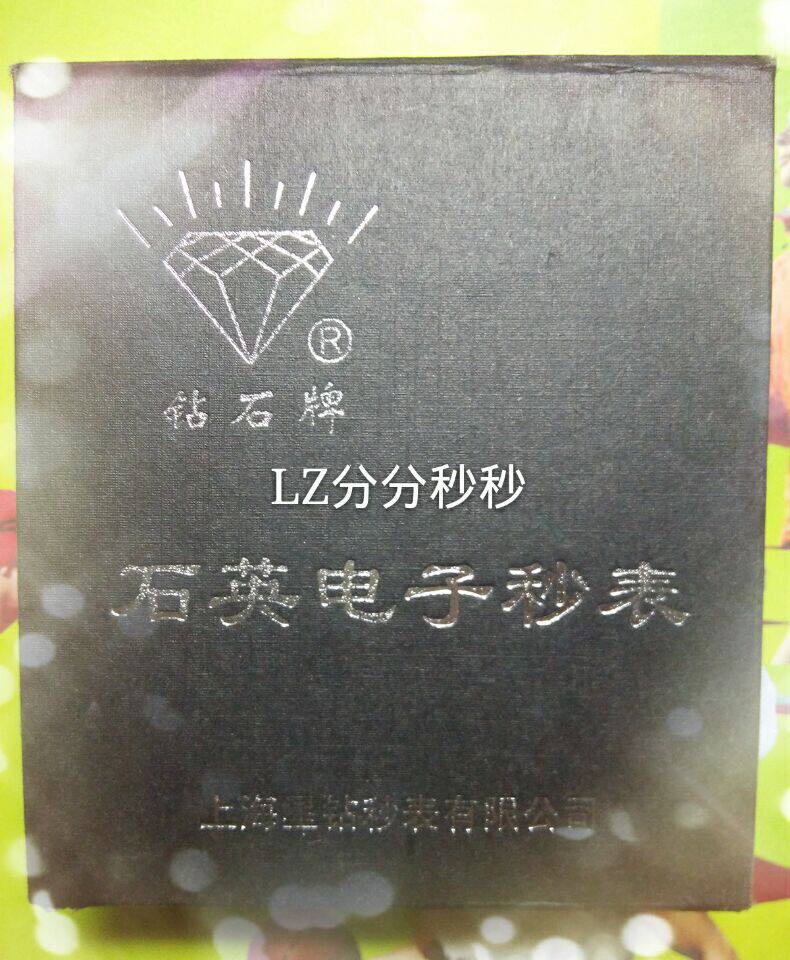 ®
钻石牌
LZ分分秒秒
石英电子秒表
上海星钻秒表有限公司